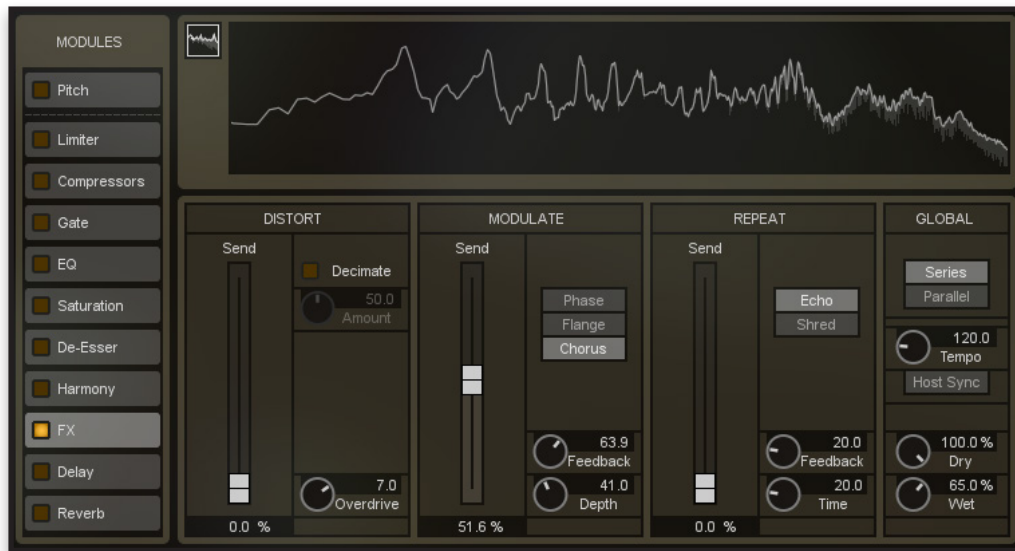 MODULES
Pitch
Limiter
Compressors
Gate
EQ
Saturation
De-Esser
Harmony
FX
Delay
Reverb
DISTORT
Send
Decimate
50.0
Amount
7.0
Overdrive
0.0 %
MODULATE
Send
Phase
Flange
Chorus
63.9
Feedback
41.0
Depth
51.6 %
REPEAT
Send
Echo
Shred
20.0
Feedback
20.0
Time
0.0 %
GLOBAL
Series
Parallel
120.0
Tempo
Host Sync
100.0 %
Dry
65.0 %
Wet